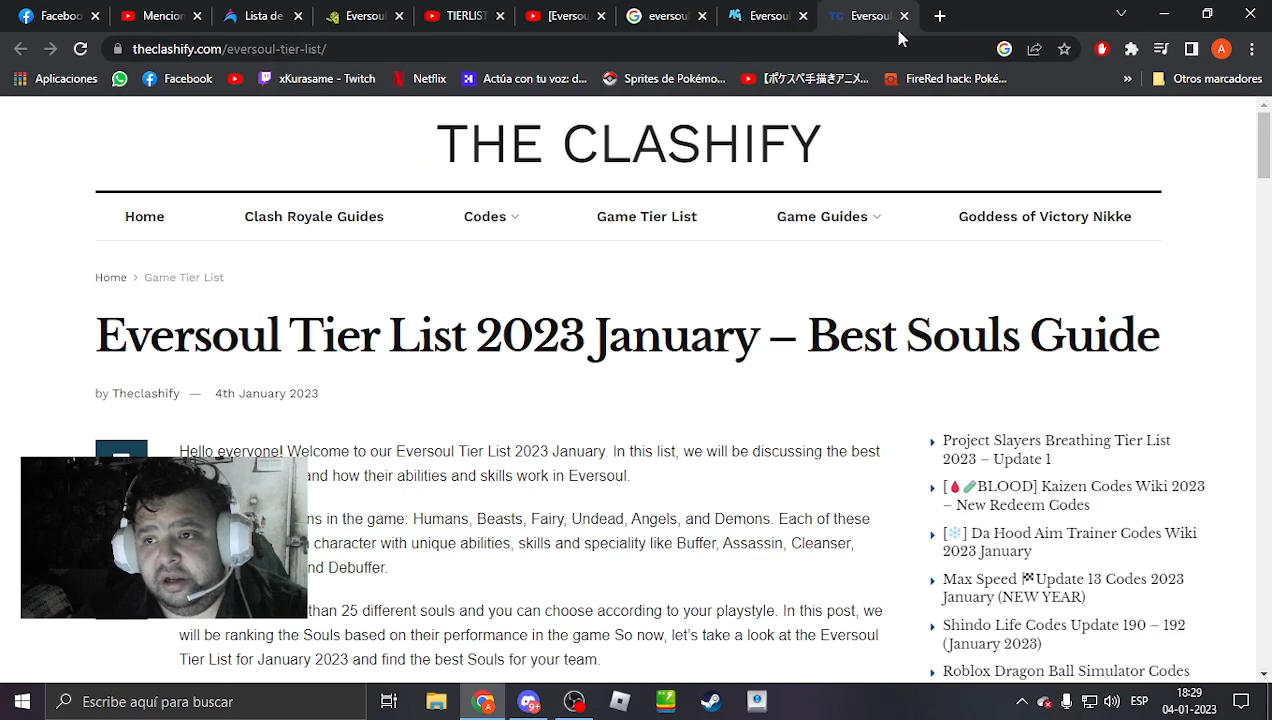 Faceboo
Mencior
Lista de
Eversou
TIERLIST
[Eversou
eversou
Eversou
TG Eversou
theclashify.com/eversoul-tier-list/
A
Aplicaciones
Facebook
xKurasame - Twitch
Netflix
Actúa con tu voz: d...
Sprites de Pokémo...
【ポケスペ手描きアニメ...
FireRed hack: Poké...
»
Otros marcadores
THE CLASHIFY
Home
Clash Royale Guides
Codes
Game Tier List
Game Guides
Goddess of Victory Nikke
Home > Game Tier List
Eversoul Tier List 2023 January – Best Souls Guide
by Theclashify — 4th January 2023
Hello everyone! Welcome to our Eversoul Tier List 2023 January. In this list, we will be discussing the best
and how their abilities and skills work in Eversoul.
ns in the game: Humans, Beasts, Fairy, Undead, Angels, and Demons. Each of these
character with unique abilities, skills and speciality like Buffer, Assassin, Cleanser,
nd Debuffer.
than 25 different souls and you can choose according to your playstyle. In this post, we
will be ranking the Souls based on their performance in the game So now, let's take a look at the Eversoul
Tier List for January 2023 and find the best Souls for your team.
Project Slayers Breathing Tier List
2023 – Update 1
[🩸🧪BLOOD] Kaizen Codes Wiki 2023
– New Redeem Codes
[❄️] Da Hood Aim Trainer Codes Wiki
2023 January
Max Speed 🏁Update 13 Codes 2023
January (NEW YEAR)
Shindo Life Codes Update 190 – 192
(January 2023)
Roblox Dragon Ball Simulator Codes
Escribe aquí para buscar
9+
ESP
18:29
04-01-2023